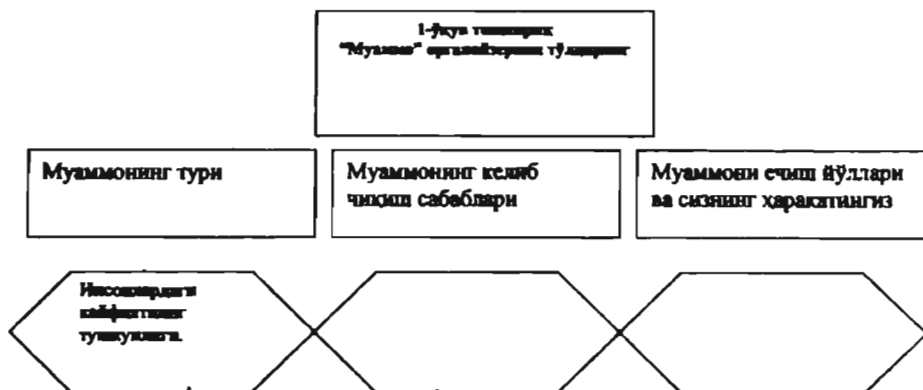 1-ўқув топшириқ
"Муаммо" органайзерини тўлдиринг
Муаммонинг тури
Муаммонинг келиб
чиқиш сабаблари
Муаммони ечиш йўллари
ва сизнинг ҳаракатингиз
Инсонлардаги
кайфиятнинг
тушкунлиги.